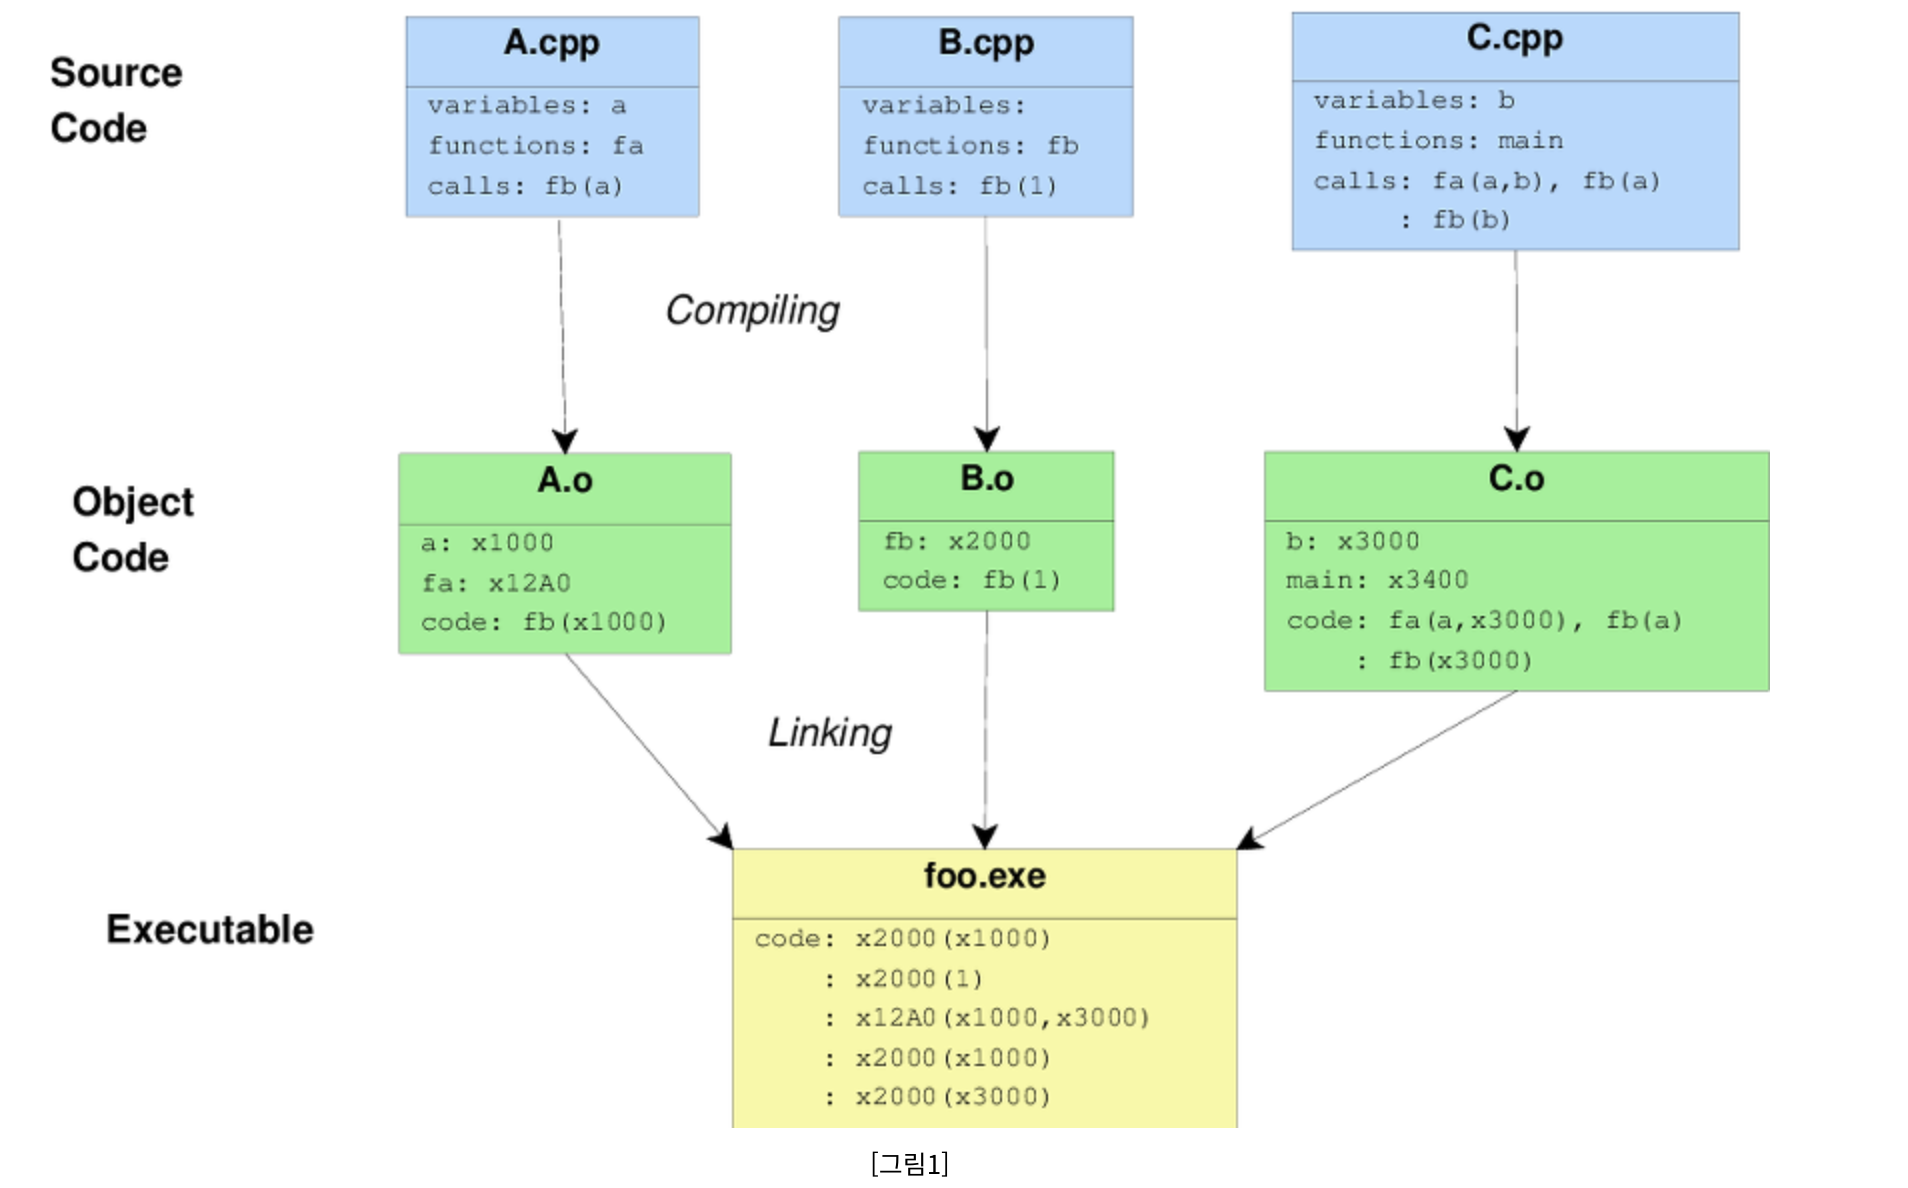 Source
Code
A.cpp
variables: a
functions: fa
calls: fb(a)
B.cpp
variables:
functions: fb
calls: fb(1)
C.cpp
variables: b
functions: main
calls: fa(a,b), fb(a)
: fb(b)
Compiling
Object
Code
A.o
a: x1000
fa: x12A0
code: fb(x1000)
B.o
fb: x2000
code: fb(1)
C.o
b: x3000
main: x3400
code: fa(a,x3000), fb(a)
: fb(x3000)
Linking
Executable
foo.exe
code: x2000(x1000)
: x2000(1)
: x12A0(x1000,x3000)
: x2000(x1000)
: x2000(x3000)
[그림1]